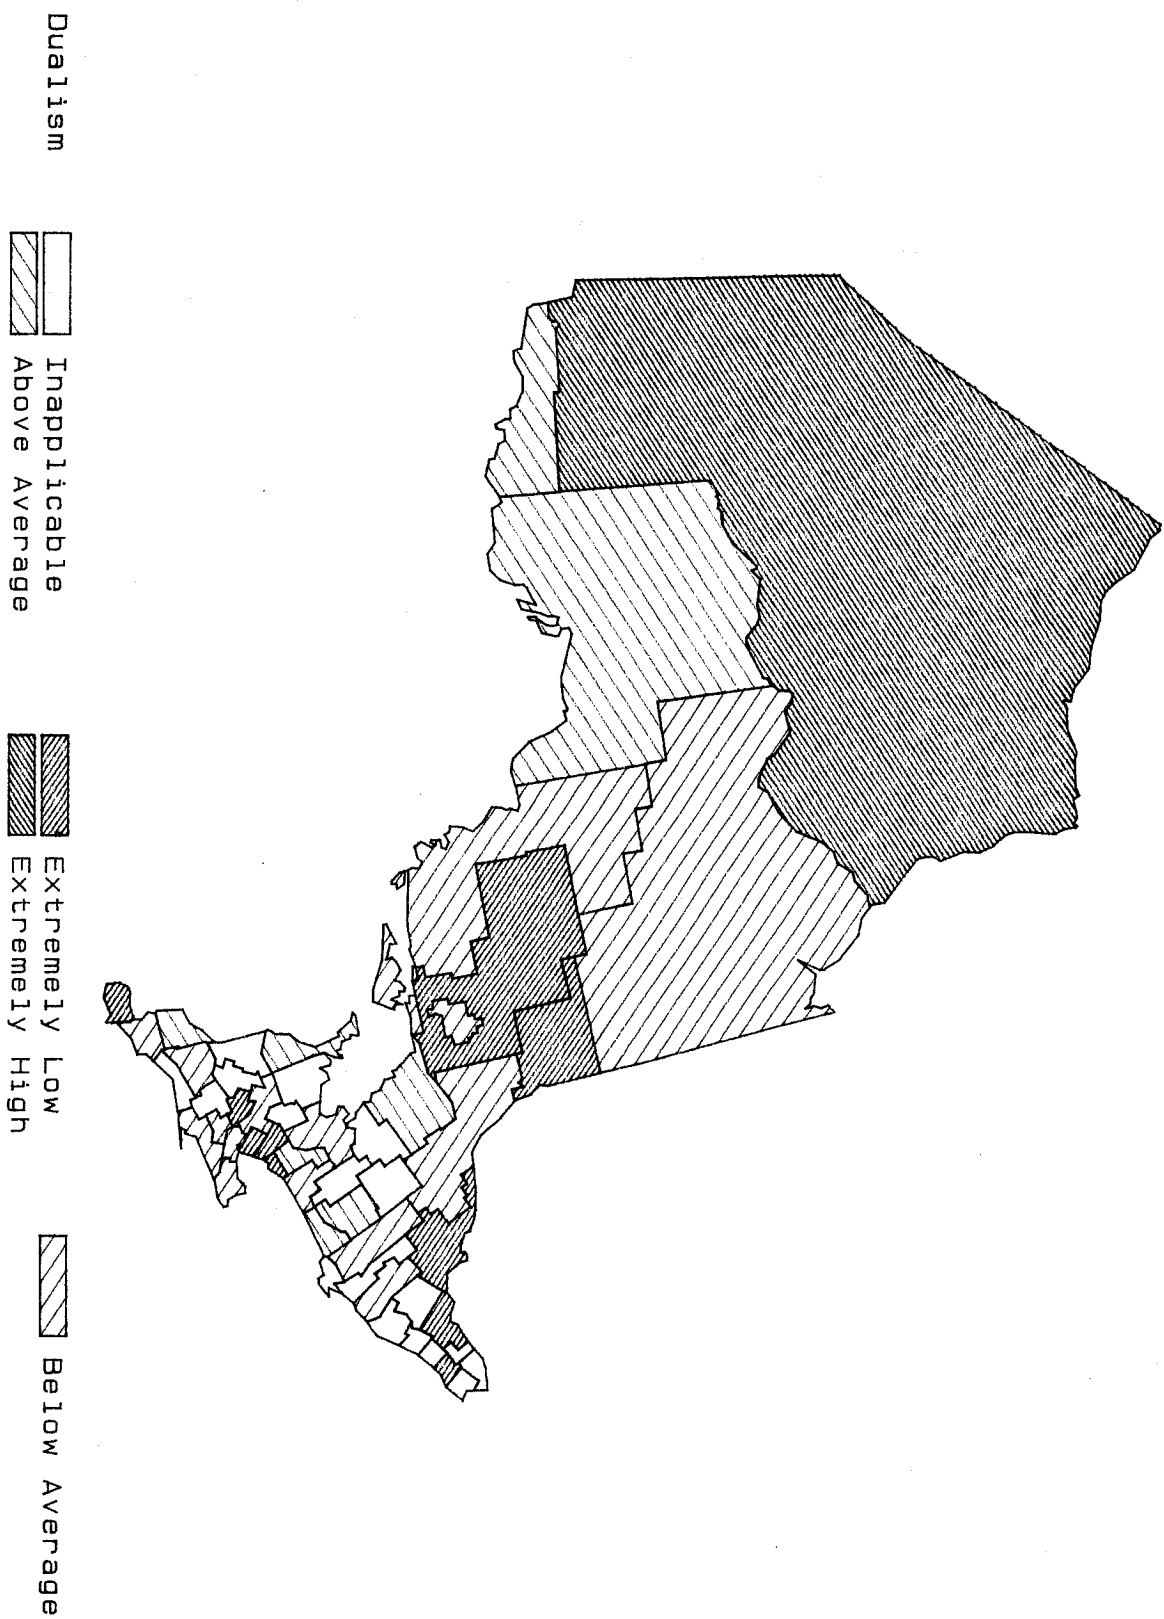 Dualism
Inapplicable
Extremely Low
Below Average
Above Average
Extremely High